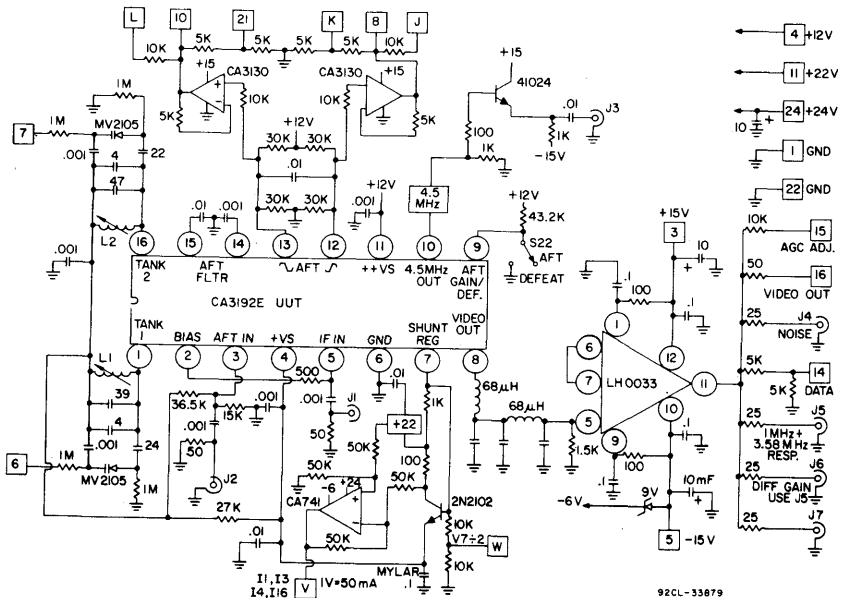 L 10 21 K 8 J
4 +12V
11 +22V
24 +24V
10 +
1 GND
22 GND
10K 5K 5K 5K 5K 10K
+15
CA3130
CA3130
+15
+15
41024
.01
J3
1K
-15V
100
1K
1M
10K
10K
5K
5K
+12V
30K 30K
.01
30K 30K
7
1M
MV2105
.001
4
22
47
.001
L2
.01
.001
+12V
.001
4.5
MHz
+12V
43.2K
S22
AFT
DEFEAT
16 15 14 13 12 11 10 9
TANK
2
AFT
FLTR
AFT
++VS
4.5MHz
OUT
AFT
GAIN/
DEF.
CA3192E UUT
VIDEO
OUT
TANK
1
BIAS
AFT IN
+VS
IF IN
GND
SHUNT
REG
1 2 3 4 5 6 7 8
L1
39
4
.001
24
6
1M
MV2105
1M
36.5K
15K
.001
.001
50
J2
500
.001
J1
50
.01
+22
50K
1K
100
68µH
68µH
1.5K
27K
.01
50K
CA741
-6
+24
50K
50K
2N2102
10K
V7÷2
W
10K
MYLAR
.1
I1,I3
I4,I16
V
1V=50mA
+15V
3
+
10
.1
100
.1
1
12
6
7
LH0033
11
5
10
9
.1
100
.1
9V
-6V
10mF
+
5
-15V
10K
15
AGC ADJ.
50
16
VIDEO OUT
25
J4
NOISE
5K
14
DATA
5K
25
J5
1MHz+
3.58MHz
RESP.
25
J6
DIFF GAIN
USE J5
25
J7
92CL-33879